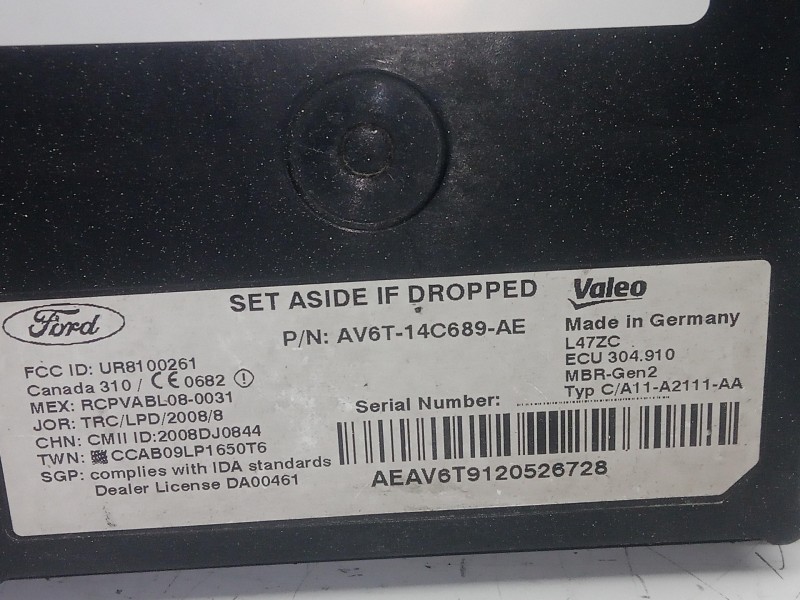 Ford
SET ASIDE IF DROPPED
Valeo
P/N: AV6T-14C689-AE
Made in Germany
L47ZC
ECU 304.910
MBR-Gen2
Typ C/A11-A2111-AA
FCC ID: UR8100261
Canada 310 / CE 0682
MEX: RCPVABL08-0031
JOR: TRC/LPD/2008/8
CHN: CMII ID:2008DJ0844
TWN: CCAB09LP1650T6
SGP: complies with IDA standards
Dealer License DA00461
Serial Number:
AEAV6T9120526728